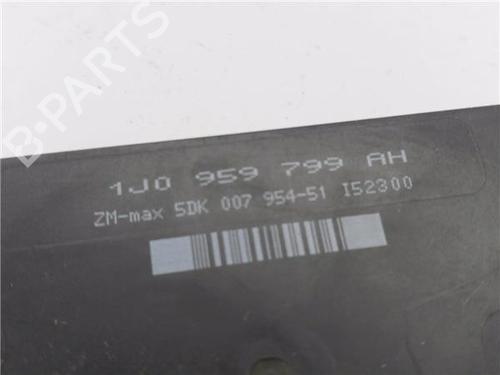 B-PARTS
1J0 959 799 AH
ZM-max 5DK 007 954-51 I52300